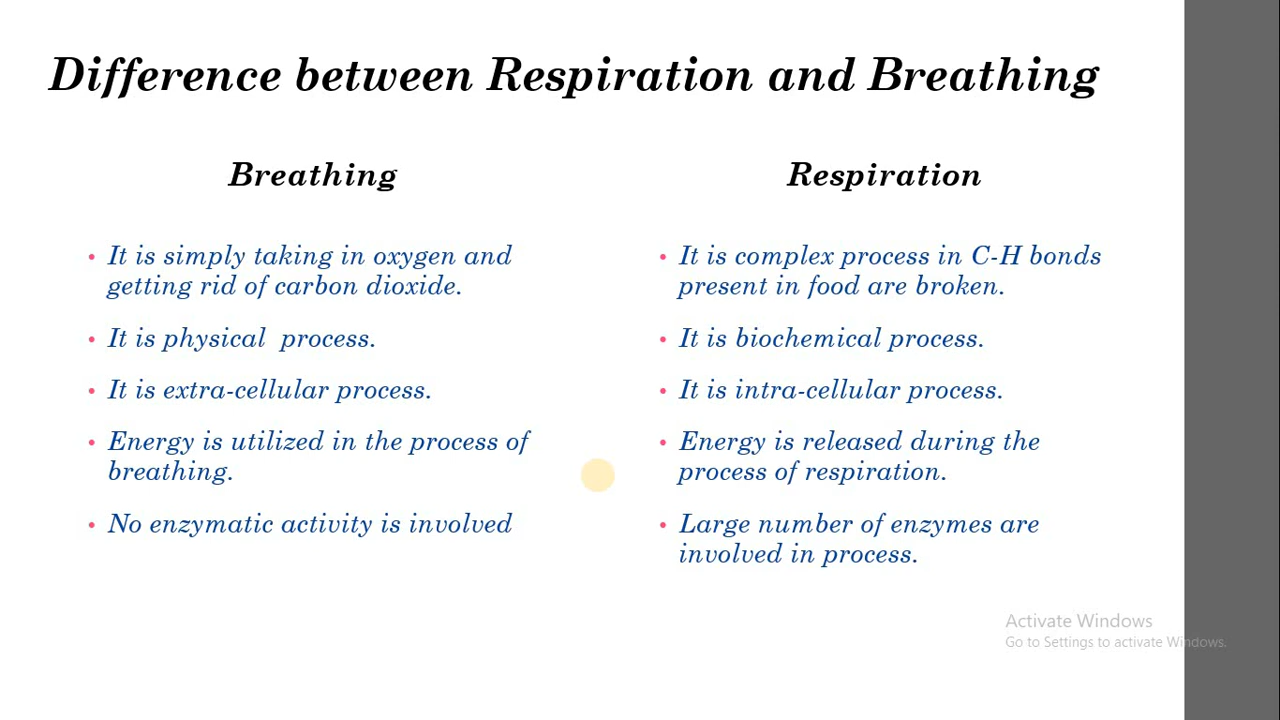 Difference between Respiration and Breathing
Breathing
• It is simply taking in oxygen and
getting rid of carbon dioxide.
• It is physical  process.
• It is extra-cellular process.
• Energy is utilized in the process of
breathing.
• No enzymatic activity is involved
Respiration
• It is complex process in C-H bonds
present in food are broken.
• It is biochemical process.
• It is intra-cellular process.
• Energy is released during the
process of respiration.
• Large number of enzymes are
involved in process.
Activate Windows
Go to Settings to activate Windows.